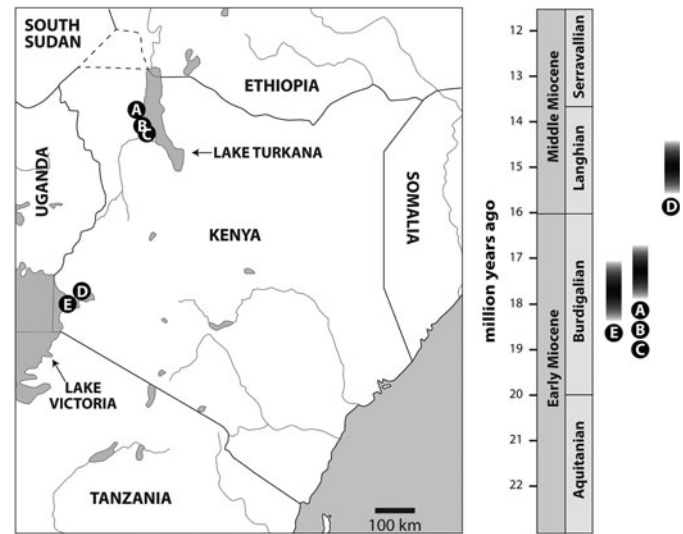 SOUTH
SUDAN
ETHIOPIA
A
B
C
LAKE TURKANA
UGANDA
SOMALIA
KENYA
D
E
LAKE
VICTORIA
TANZANIA
100 km
million years ago
12
13
14
15
16
17
18
19
20
21
22
Middle Miocene
Early Miocene
Serravallian
Langhian
Burdigalian
Aquitanian
D
E
A
B
C